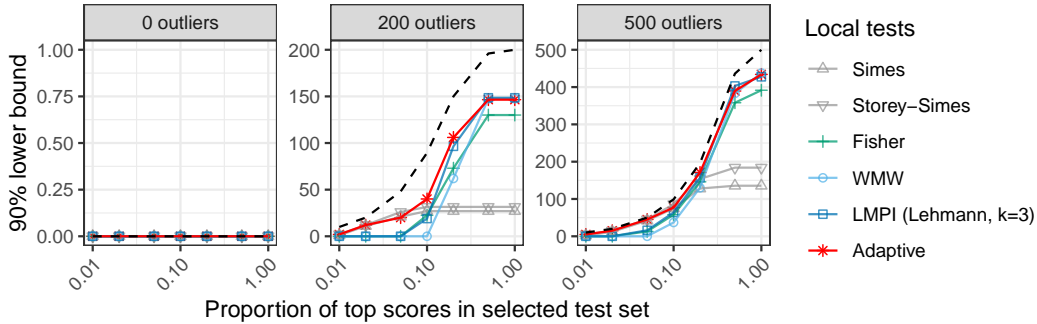 0 outliers
200 outliers
500 outliers
90% lower bound
1.00
0.75
0.50
0.25
0.00
200
150
100
50
0
500
400
300
200
100
0
0.01
0.10
1.00
0.01
0.10
1.00
0.01
0.10
1.00
Proportion of top scores in selected test set
Local tests
Simes
Storey−Simes
Fisher
WMW
LMPI (Lehmann, k=3)
Adaptive